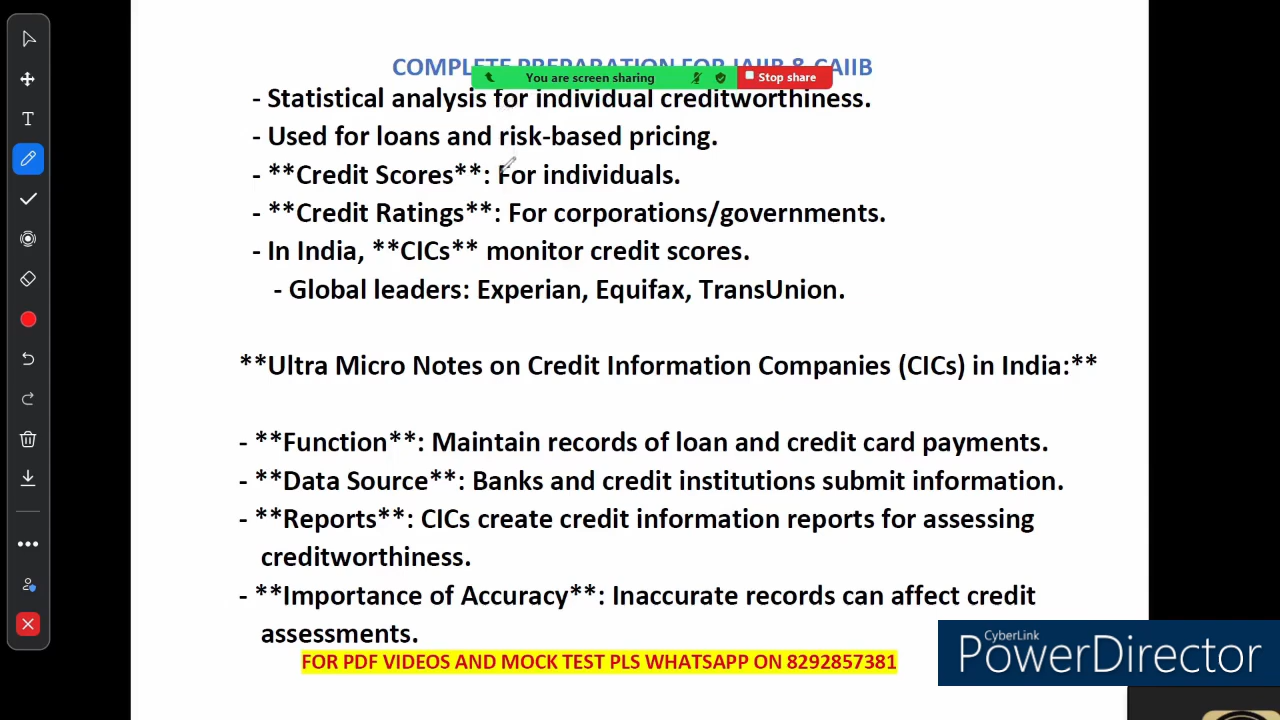 COMPLETE PREPARATION FOR JAIIB & CAIIB
You are screen sharing
Stop share
- Statistical analysis for individual creditworthiness.
- Used for loans and risk-based pricing.
- **Credit Scores**: For individuals.
- **Credit Ratings**: For corporations/governments.
- In India, **CICs** monitor credit scores.
- Global leaders: Experian, Equifax, TransUnion.
**Ultra Micro Notes on Credit Information Companies (CICs) in India:**
- **Function**: Maintain records of loan and credit card payments.
- **Data Source**: Banks and credit institutions submit information.
- **Reports**: CICs create credit information reports for assessing
creditworthiness.
- **Importance of Accuracy**: Inaccurate records can affect credit
assessments.
FOR PDF VIDEOS AND MOCK TEST PLS WHATSAPP ON 8292857381
CyberLink
PowerDirector
T